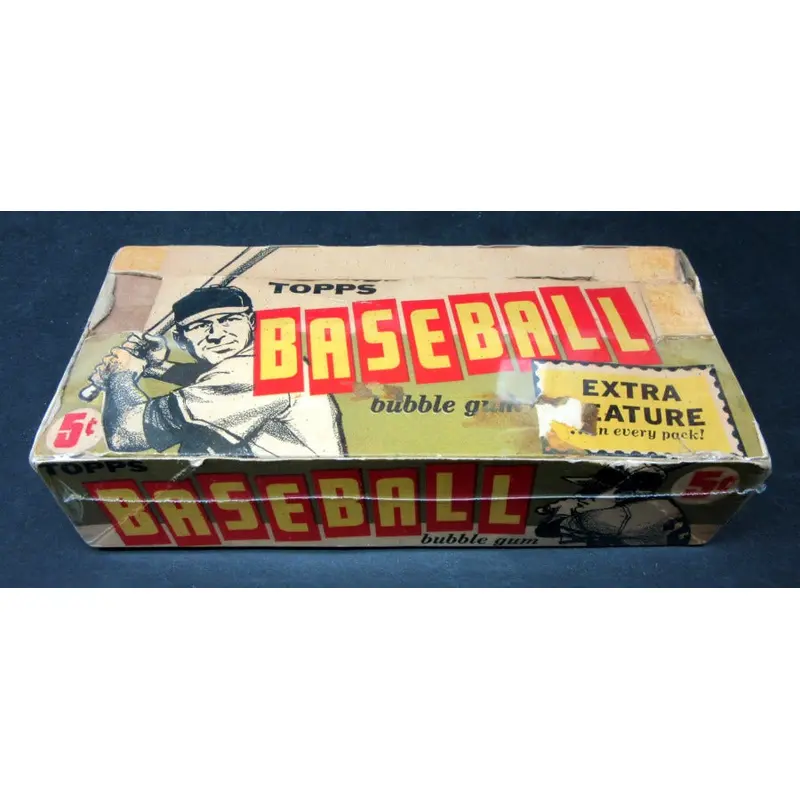 TOPPS
BASEBALL
bubble gum
5¢
EXTRA
EATURE
n every pack!
TOPPS
BASEBALL
bubble gum
5¢